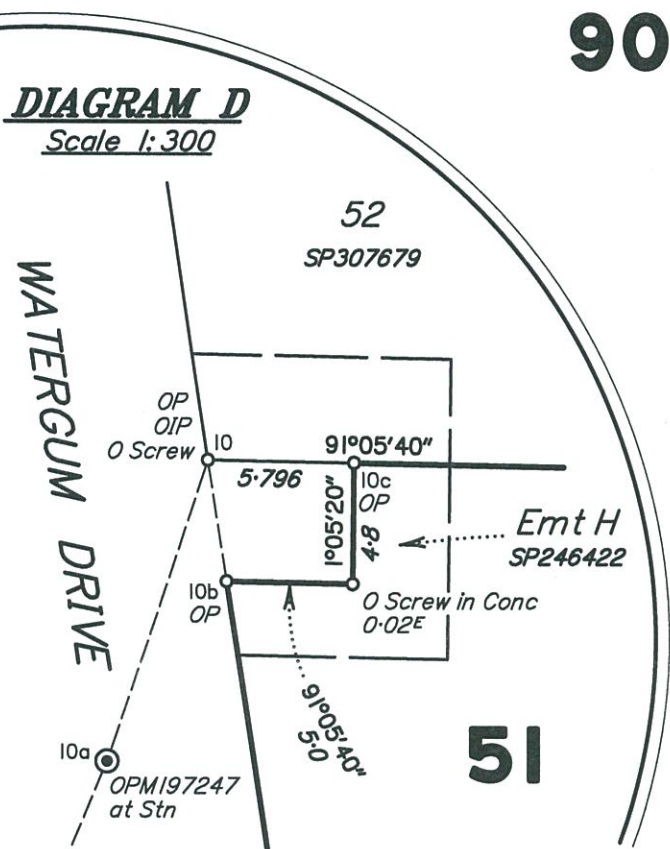 90
DIAGRAM D
Scale 1:300
52
SP307679
WATERGUM DRIVE
OP
OIP
O Screw
10
91°05'40"
5·796
10c
OP
1°05'20"
4·8
Emt H
SP246422
10b
OP
O Screw in Conc
0·02E
91°05'40"
5·0
51
10a
OPM197247
at Stn